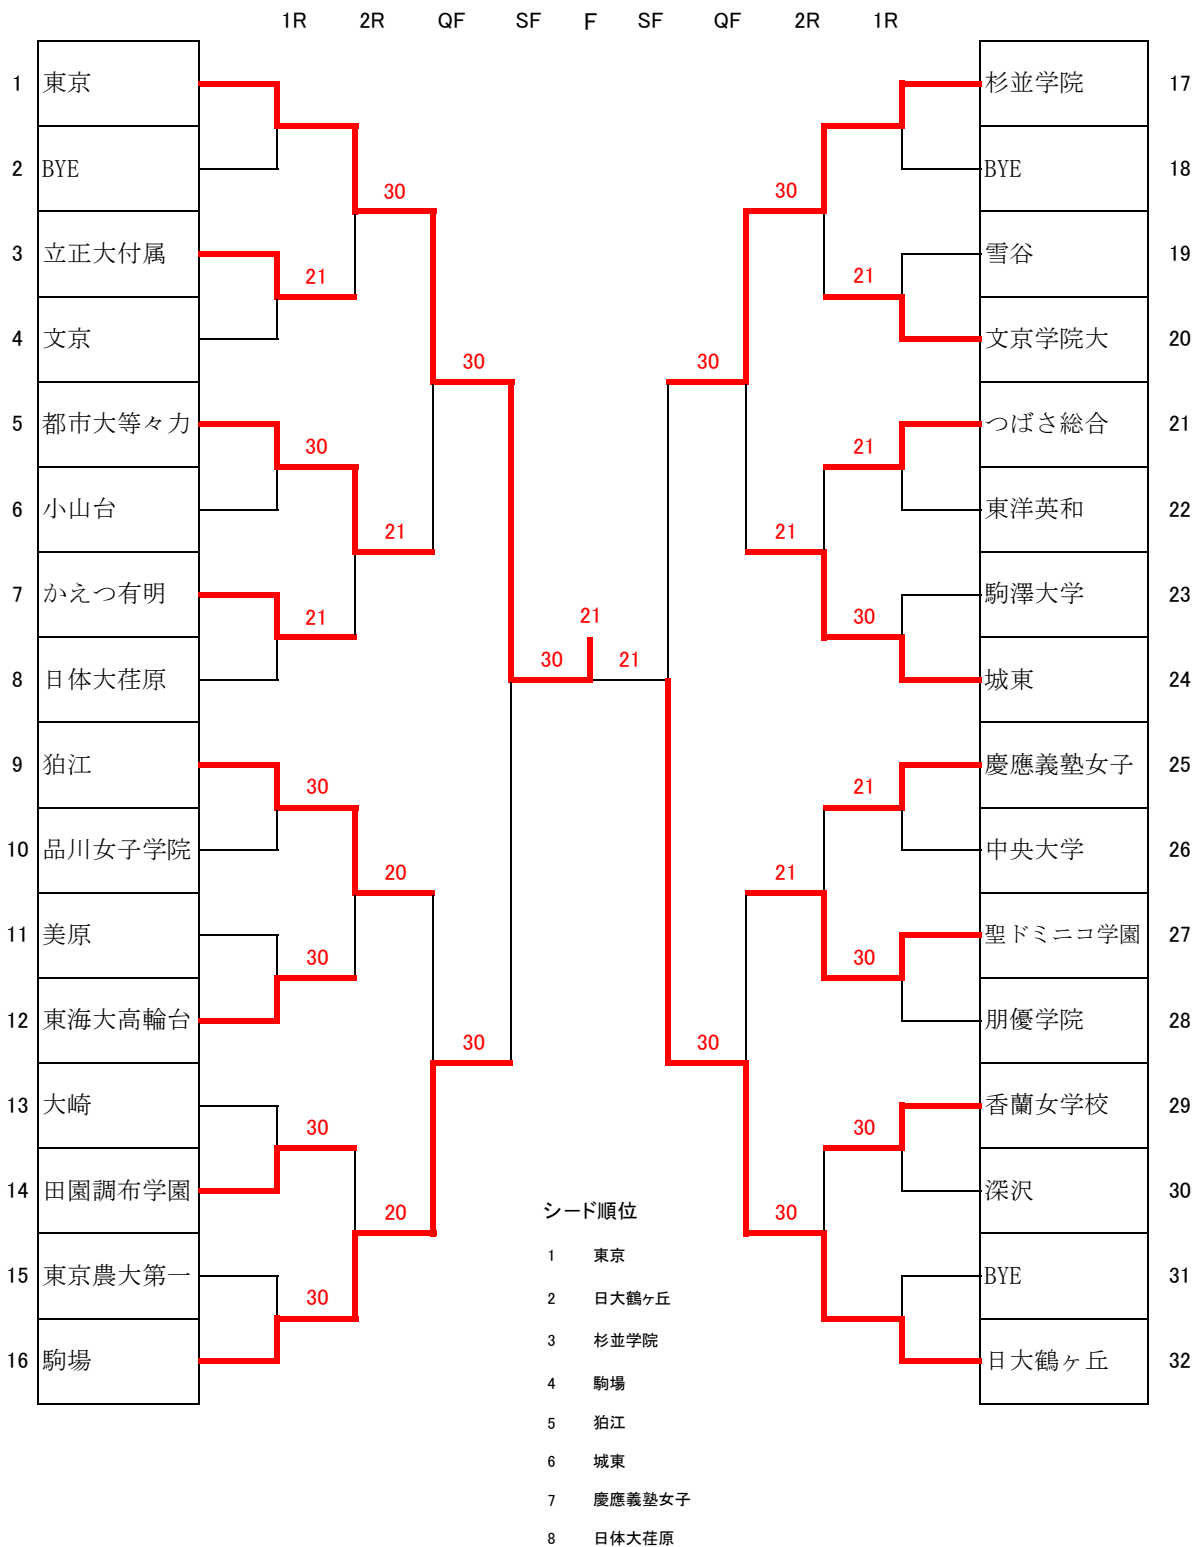 1R 2R QF SF F SF QF 2R 1R
1 東京 杉並学院 17
2 BYE BYE 18
30 30
3 立正大付属 雪谷 19
21 21
4 文京 文京学院大 20
30 30
5 都市大等々力 つばさ総合 21
30 21
6 小山台 東洋英和 22
21 21
7 かえつ有明 駒澤大学 23
21 21 30
30 21
8 日体大荏原 城東 24
9 狛江 慶應義塾女子 25
30 21
10 品川女子学院 中央大学 26
20 21
11 美原 聖ドミニコ学園 27
30 30
12 東海大高輪台 朋優学院 28
30 30
13 大崎 香蘭女学校 29
30 30
14 田園調布学園 深沢 30
20 シード順位 30
1 東京
15 東京農大第一 BYE 31
30 2 日大鶴ヶ丘
3 杉並学院
16 駒場 日大鶴ヶ丘 32
4 駒場
5 狛江
6 城東
7 慶應義塾女子
8 日体大荏原